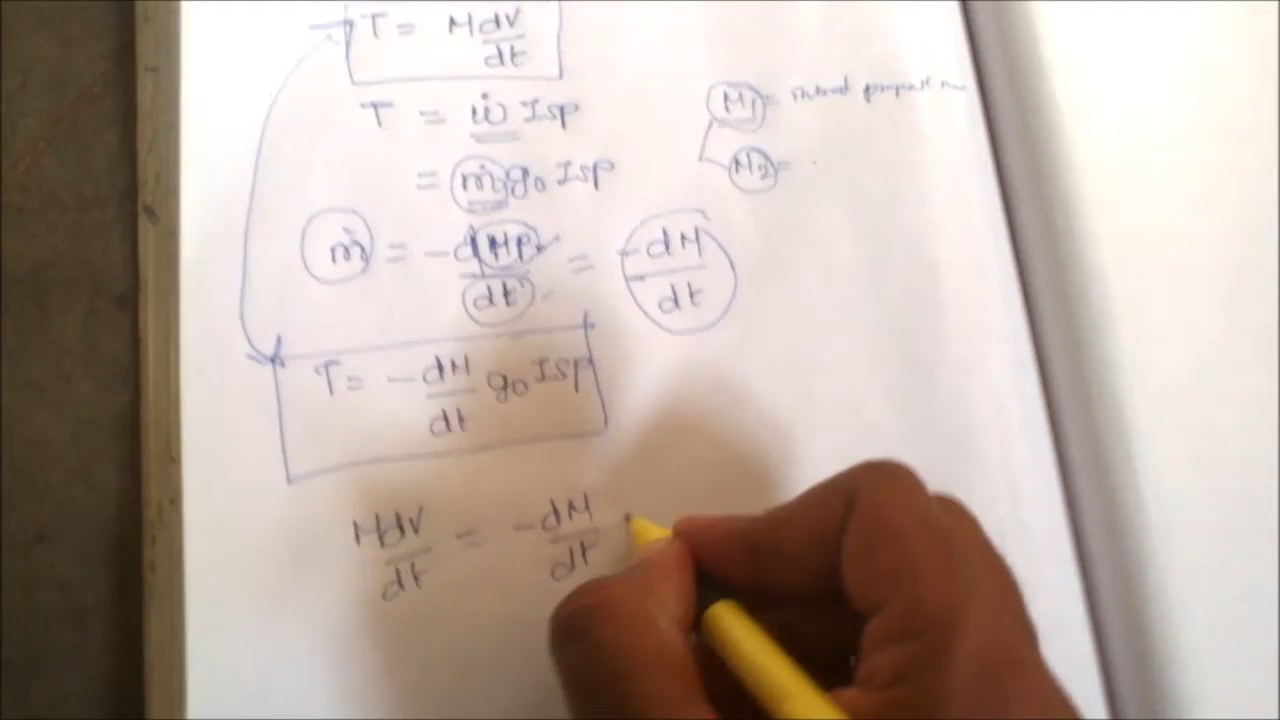 T = M dV/dt
T = ẇ Isp
= ṁ g₀ Isp
M₁ =
M₂ =
ṁ = -dMp/dt = -dM/dt
T = -dM/dt g₀ Isp
M dV/dt = -dM/dt